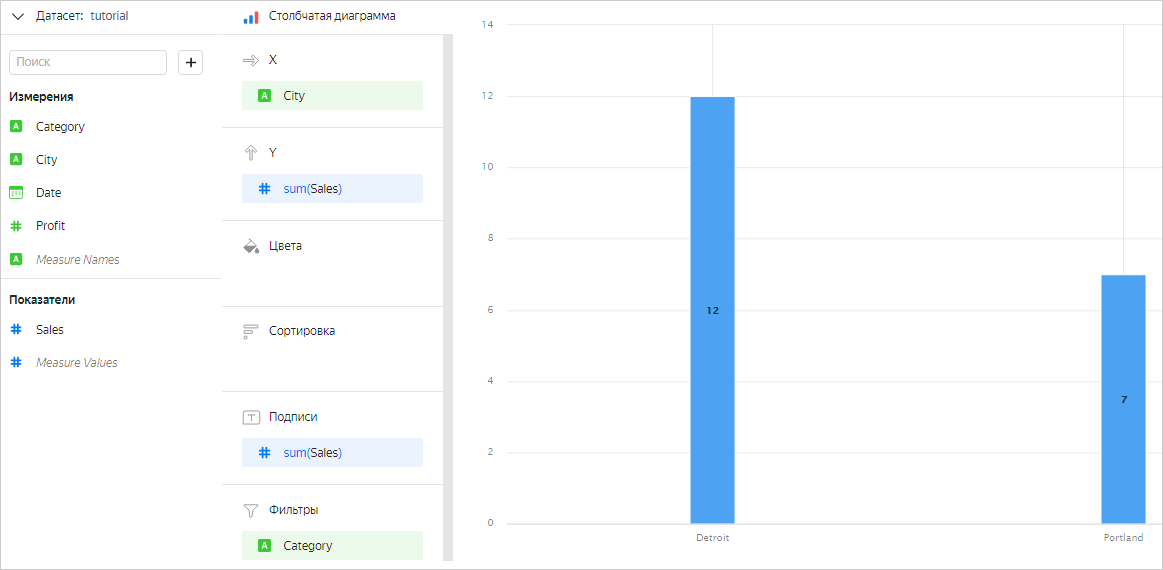 Датасет: tutorial
Поиск
+
Измерения
A City
A Category
A City
Date
# Profit
A Measure Names
Показатели
# Sales
# Measure Values
Столбчатая диаграмма
X
Y
# sum(Sales)
Цвета
Сортировка
T Подписи
# sum(Sales)
Фильтры
A Category
14
12
10
8
6
4
2
0
12
7
Detroit
Portland